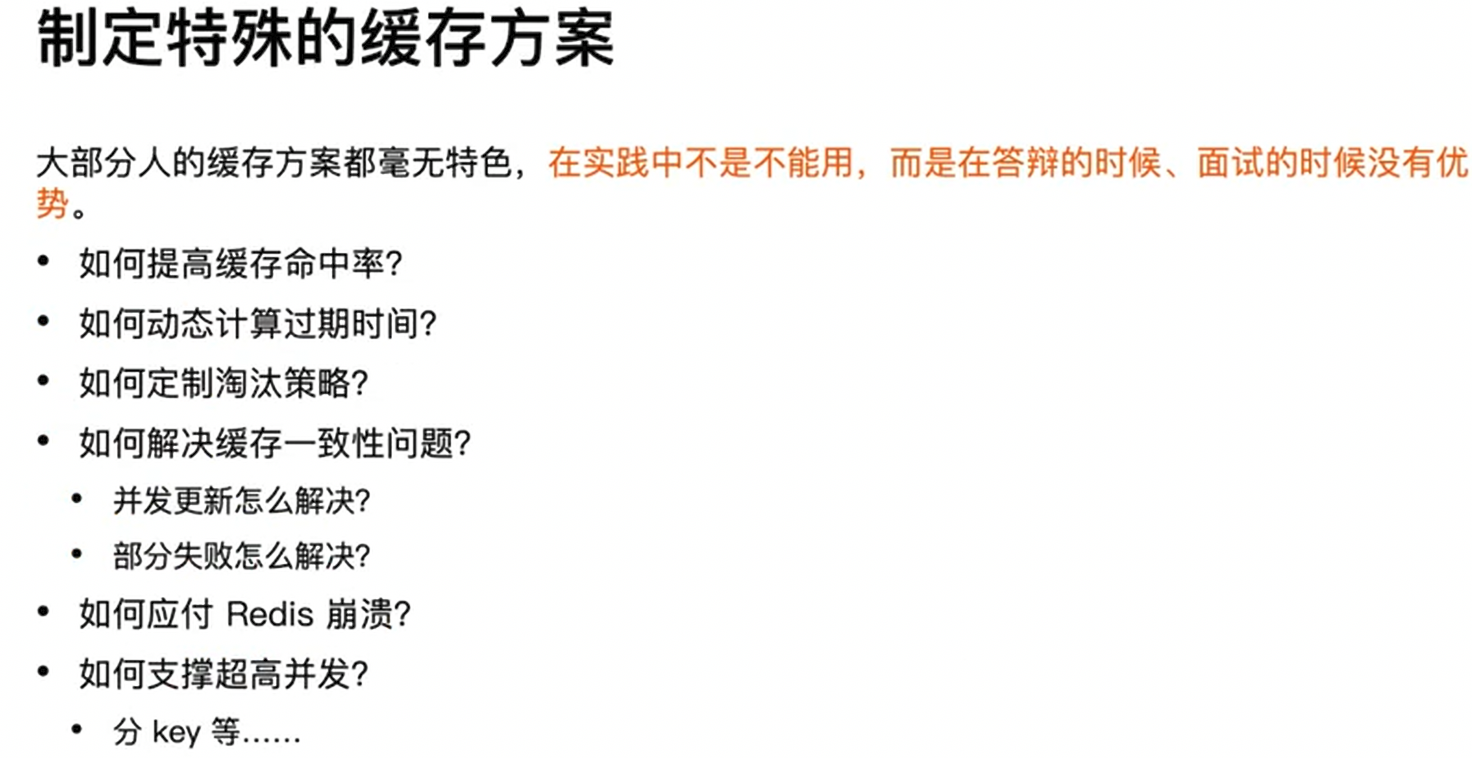 制定特殊的缓存方案
大部分人的缓存方案都毫无特色，在实践中不是不能用，而是在答辩的时候、面试的时候没有优
势。
• 如何提高缓存命中率?
• 如何动态计算过期时间?
• 如何定制淘汰策略?
• 如何解决缓存一致性问题?
• 并发更新怎么解决?
• 部分失败怎么解决?
• 如何应付 Redis 崩溃?
• 如何支撑超高并发?
• 分 key 等……